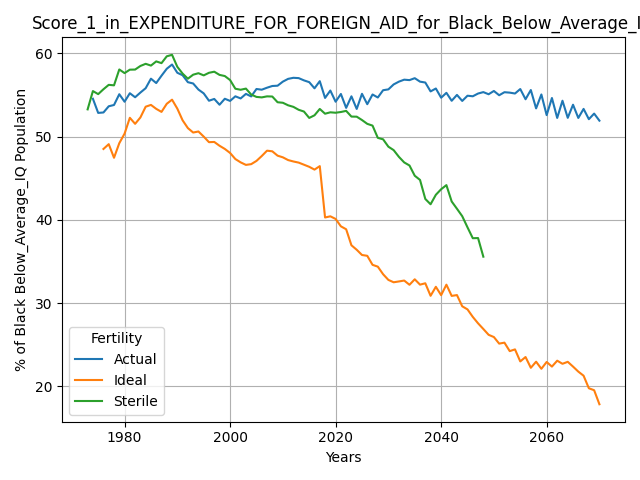 Score_1_in_EXPENDITURE_FOR_FOREIGN_AID_for_Black_Below_Average_I
% of Black Below_Average_IQ Population
60
50
40
30
20
Fertility
Actual
Ideal
Sterile
1980 2000 2020 2040 2060
Years